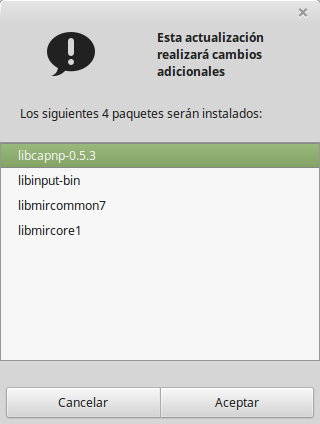 Esta actualización
realizará cambios
adicionales
Los siguientes 4 paquetes serán instalados:
libcapnp-0.5.3
libinput-bin
libmircommon7
libmircore1
Cancelar
Aceptar